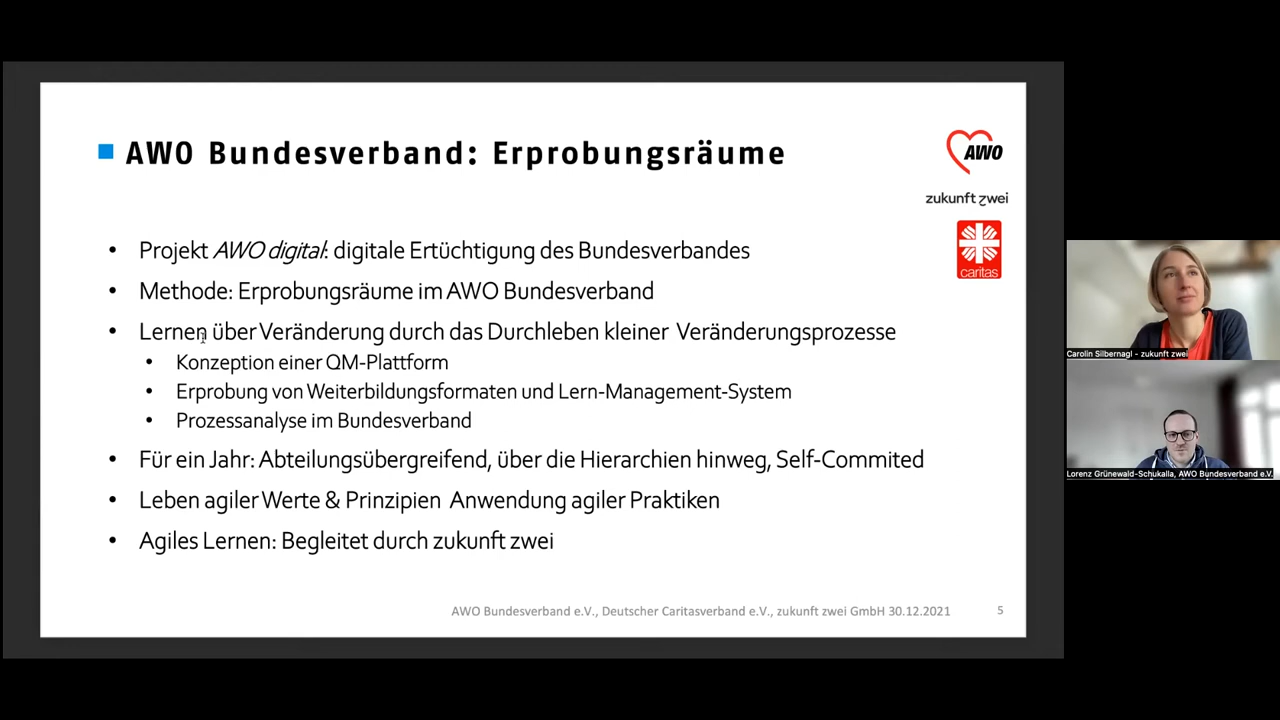 AWO Bundesverband: Erprobungsräume
AWO
zukunft zwei
caritas
• Projekt AWO digital: digitale Ertüchtigung des Bundesverbandes
• Methode: Erprobungsräume im AWO Bundesverband
• Lernen über Veränderung durch das Durchleben kleiner Veränderungsprozesse
• Konzeption einer QM-Plattform
• Erprobung von Weiterbildungsformaten und Lern-Management-System
• Prozessanalyse im Bundesverband
• Für ein Jahr: Abteilungsübergreifend, über die Hierarchien hinweg, Self-Commited
• Leben agiler Werte & Prinzipien Anwendung agiler Praktiken
• Agiles Lernen: Begleitet durch zukunft zwei
AWO Bundesverband e.V., Deutscher Caritasverband e.V., zukunft zwei GmbH 30.12.2021 5
Carolin Silbernagl - zukunft zwei
Lorenz Grünewald-Schukalla, AWO Bundesverband e.V.